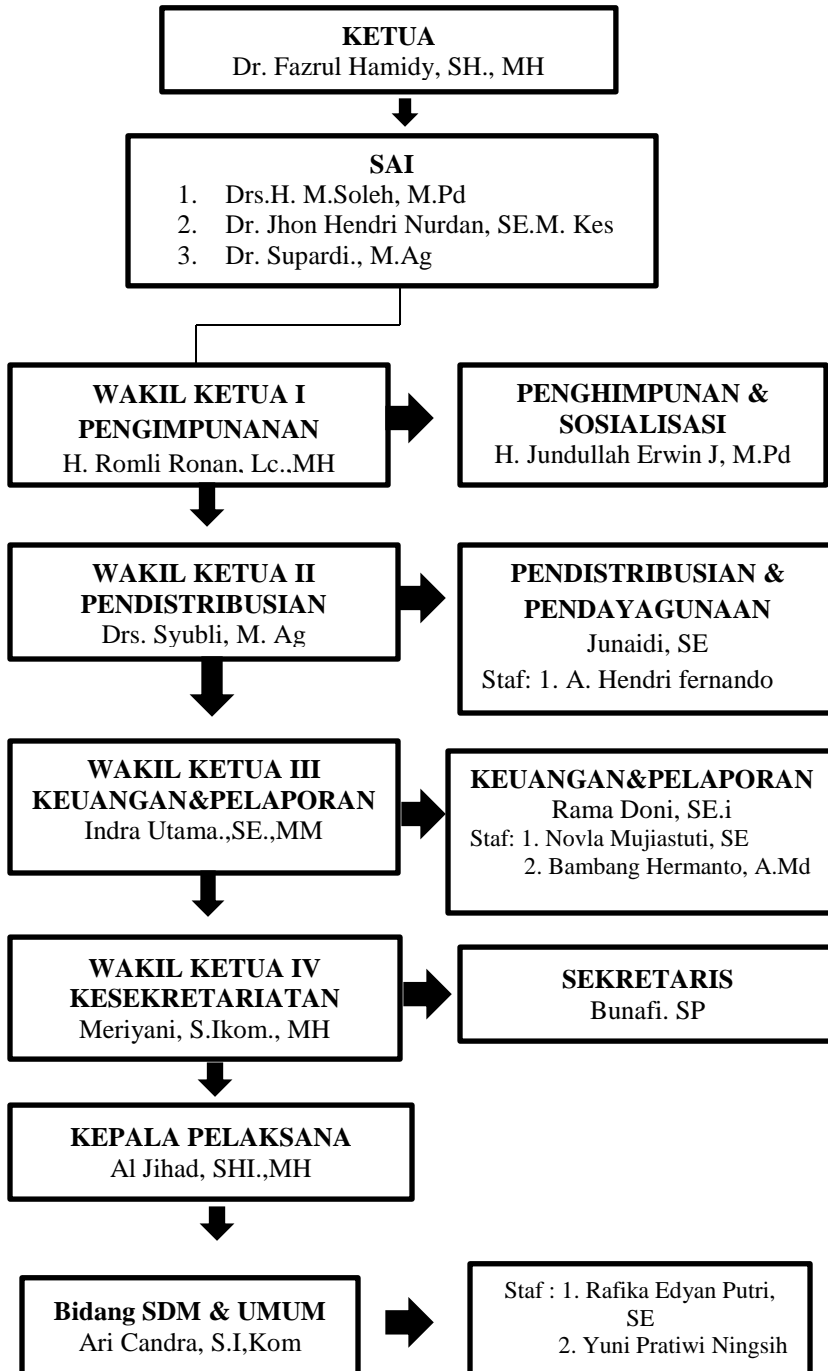 KETUA
Dr. Fazrul Hamidy, SH., MH
SAI
1. Drs.H. M.Soleh, M.Pd
2. Dr. Jhon Hendri Nurdan, SE.M. Kes
3. Dr. Supardi., M.Ag
WAKIL KETUA I
PENGIMPUNANAN
H. Romli Ronan, Lc.,MH
PENGHIMPUNAN &
SOSIALISASI
H. Jundullah Erwin J, M.Pd
WAKIL KETUA II
PENDISTRIBUSIAN
Drs. Syubli, M. Ag
PENDISTRIBUSIAN &
PENDAYAGUNAAN
Junaidi, SE
Staf: 1. A. Hendri fernando
WAKIL KETUA III
KEUANGAN&PELAPORAN
Indra Utama.,SE.,MM
KEUANGAN&PELAPORAN
Rama Doni, SE.i
Staf: 1. Novla Mujiastuti, SE
2. Bambang Hermanto, A.Md
WAKIL KETUA IV
KESEKRETARIATAN
Meriyani, S.Ikom., MH
SEKRETARIS
Bunafi. SP
KEPALA PELAKSANA
Al Jihad, SHI.,MH
Bidang SDM & UMUM
Ari Candra, S.I,Kom
Staf : 1. Rafika Edyan Putri,
SE
2. Yuni Pratiwi Ningsih